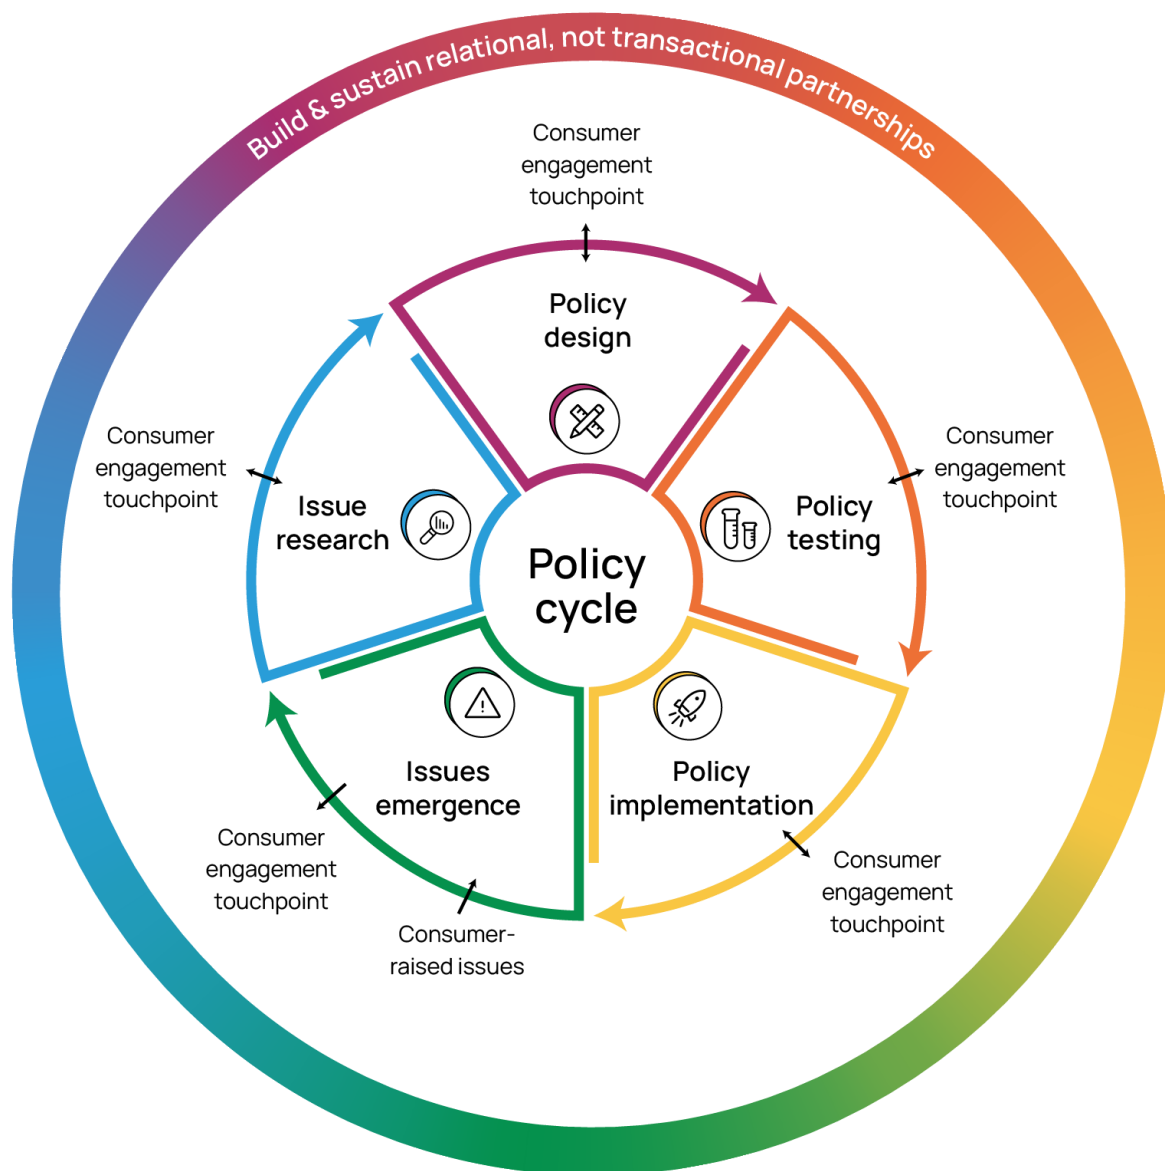 Build & sustain relational, not transactional partnerships
Consumer
engagement
touchpoint
Policy
design
Consumer
engagement
touchpoint
Issue
research
Policy
testing
Consumer
engagement
touchpoint
Policy
cycle
Issues
emergence
Policy
implementation
Consumer
engagement
touchpoint
Consumer
engagement
touchpoint
Consumer-
raised issues